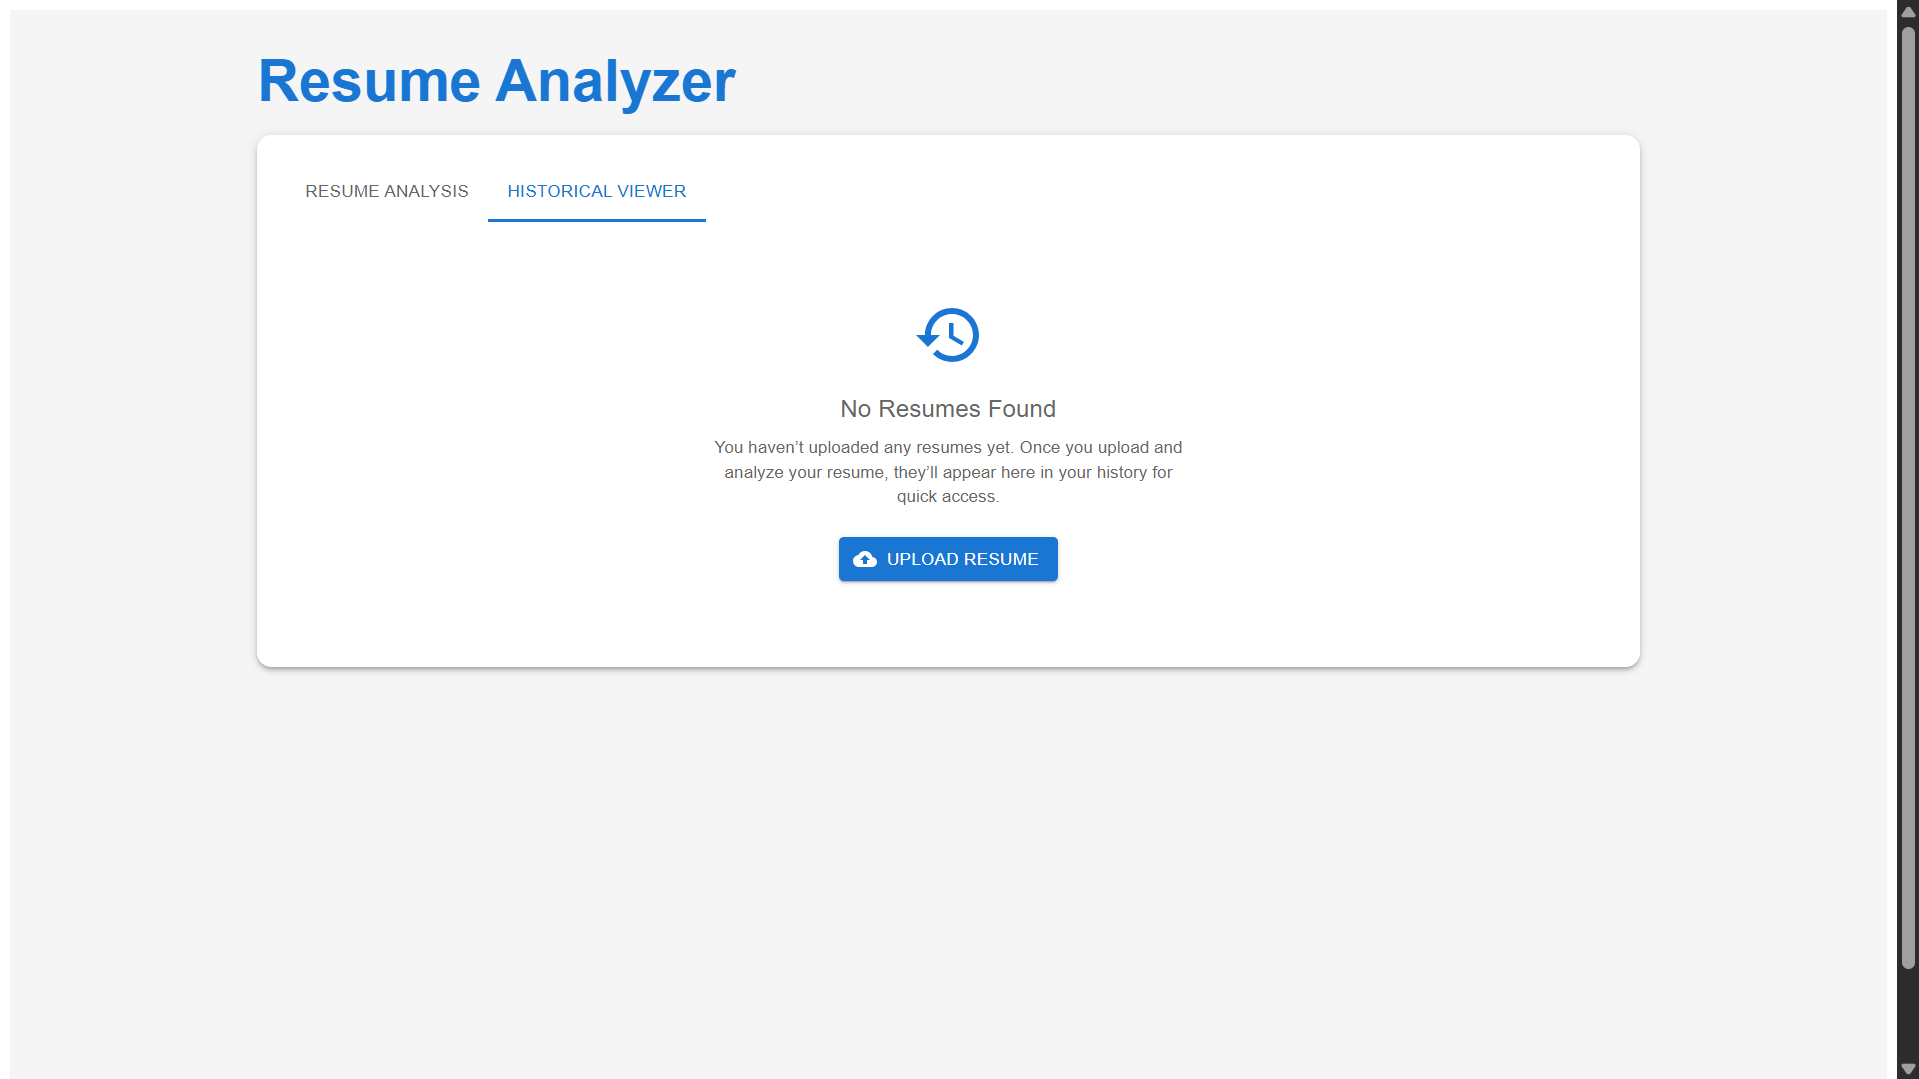 Resume Analyzer
RESUME ANALYSIS
HISTORICAL VIEWER
No Resumes Found
You haven’t uploaded any resumes yet. Once you upload and
analyze your resume, they’ll appear here in your history for
quick access.
UPLOAD RESUME